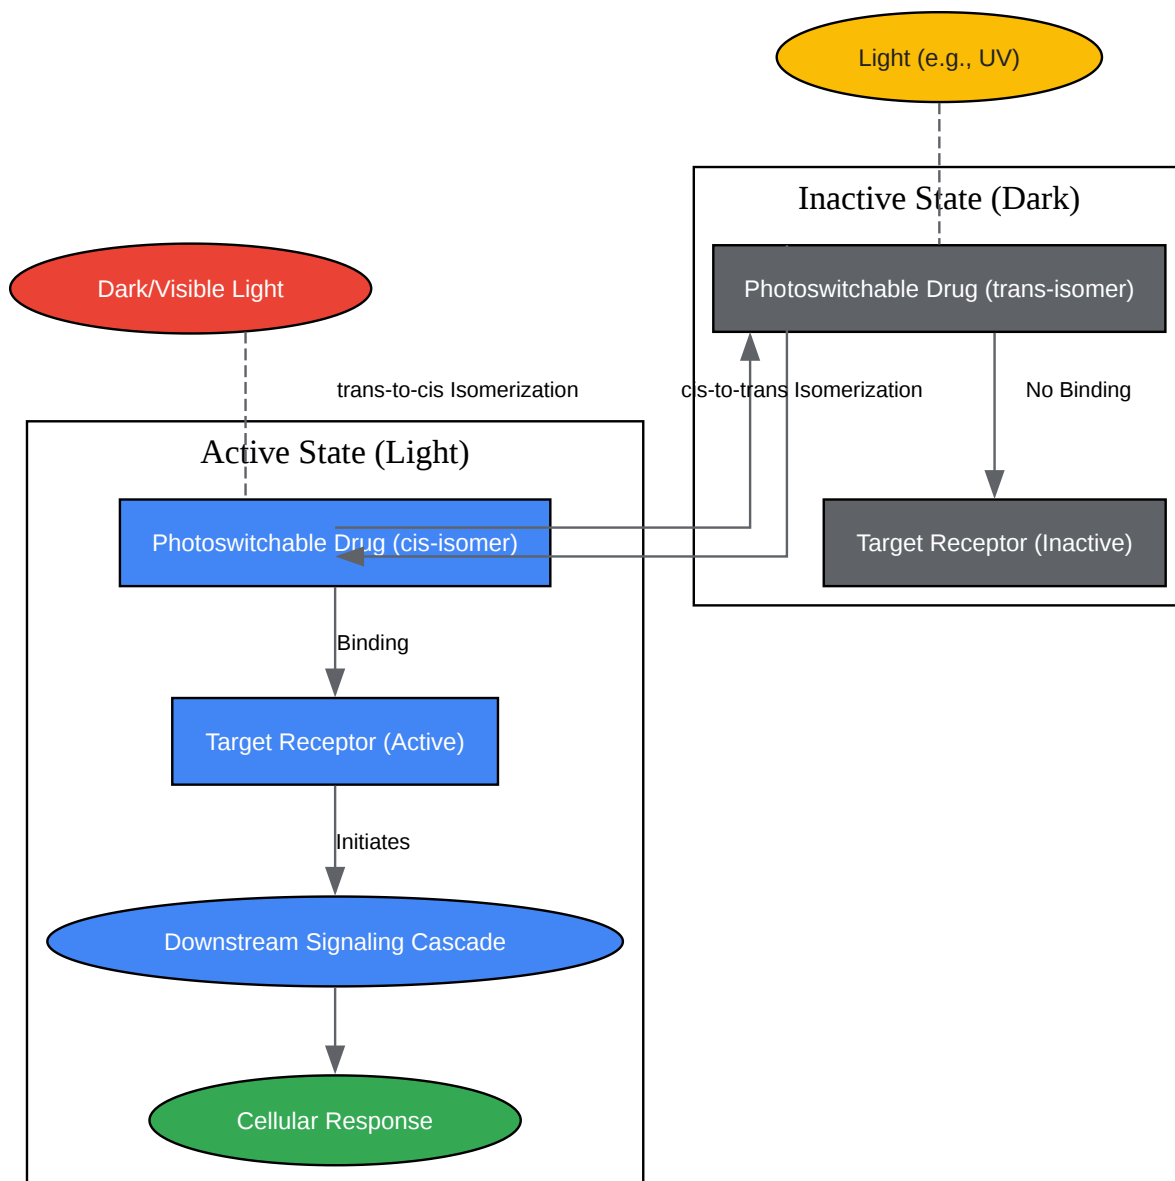 Light (e.g., UV)
Inactive State (Dark)
Photoswitchable Drug (trans-isomer)
Dark/Visible Light
trans-to-cis Isomerization
cis-to-trans Isomerization
No Binding
Active State (Light)
Photoswitchable Drug (cis-isomer)
Target Receptor (Inactive)
Binding
Target Receptor (Active)
Initiates
Downstream Signaling Cascade
Cellular Response